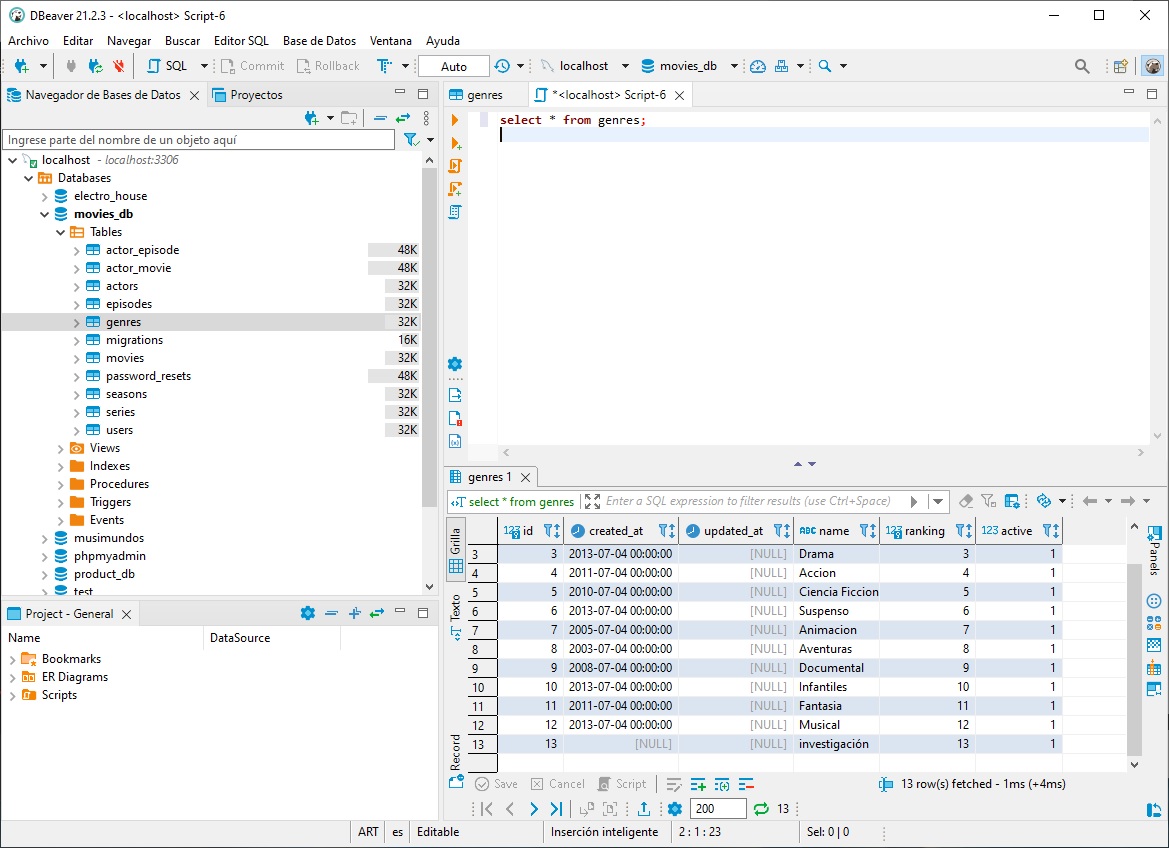 DBeaver 21.2.3 - <localhost> Script-6
Archivo Editar Navegar Buscar Editor SQL Base de Datos Ventana Ayuda
SQL Commit Rollback Auto localhost movies_db
Navegador de Bases de Datos Proyectos
Ingrese parte del nombre de un objeto aquí
localhost - localhost:3306
Databases
electro_house
movies_db
Tables
actor_episode 48K
actor_movie 48K
actors 32K
episodes 32K
genres 32K
migrations 16K
movies 32K
password_resets 48K
seasons 32K
series 32K
users 32K
Views
Indexes
Procedures
Triggers
Events
musimundos
phpmyadmin
product_db
test
Project - General
Name DataSource
Bookmarks
ER Diagrams
Scripts
genres *<localhost> Script-6
select * from genres;
genres 1
select * from genres Enter a SQL expression to filter results (use Ctrl+Space)
Grilla
Texto
Record
Panels
123 id created_at updated_at ABC name 123 ranking 123 active
3 3 2013-07-04 00:00:00 [NULL] Drama 3 1
4 4 2011-07-04 00:00:00 [NULL] Accion 4 1
5 5 2010-07-04 00:00:00 [NULL] Ciencia Ficcion 5 1
6 6 2013-07-04 00:00:00 [NULL] Suspenso 6 1
7 7 2005-07-04 00:00:00 [NULL] Animacion 7 1
8 8 2003-07-04 00:00:00 [NULL] Aventuras 8 1
9 9 2008-07-04 00:00:00 [NULL] Documental 9 1
10 10 2013-07-04 00:00:00 [NULL] Infantiles 10 1
11 11 2011-07-04 00:00:00 [NULL] Fantasia 11 1
12 12 2013-07-04 00:00:00 [NULL] Musical 12 1
13 13 [NULL] [NULL] investigación 13 1
Save Cancel Script 13 row(s) fetched - 1ms (+4ms)
200 13
ART es Editable Inserción inteligente 2 : 1 : 23 Sel: 0 | 0